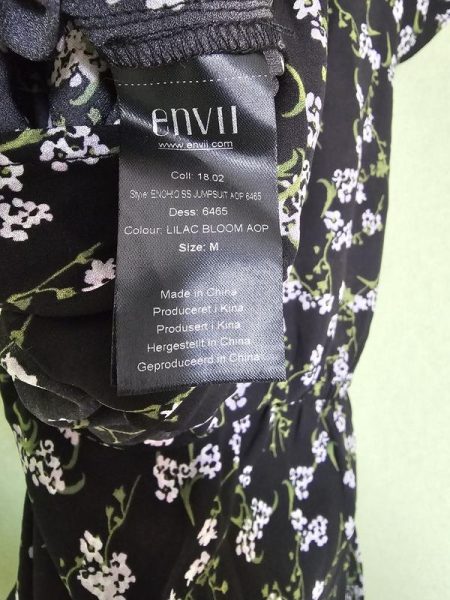 envii
www.envii.com
Coll: 18.02
Style: ENOHIO SS JUMPSUIT AOP 6465
Dess: 6465
Colour: LILAC BLOOM AOP
Size: M
Made in China
Produceret i Kina
Produsert i Kina
Hergestellt in China
Geproduceerd in China